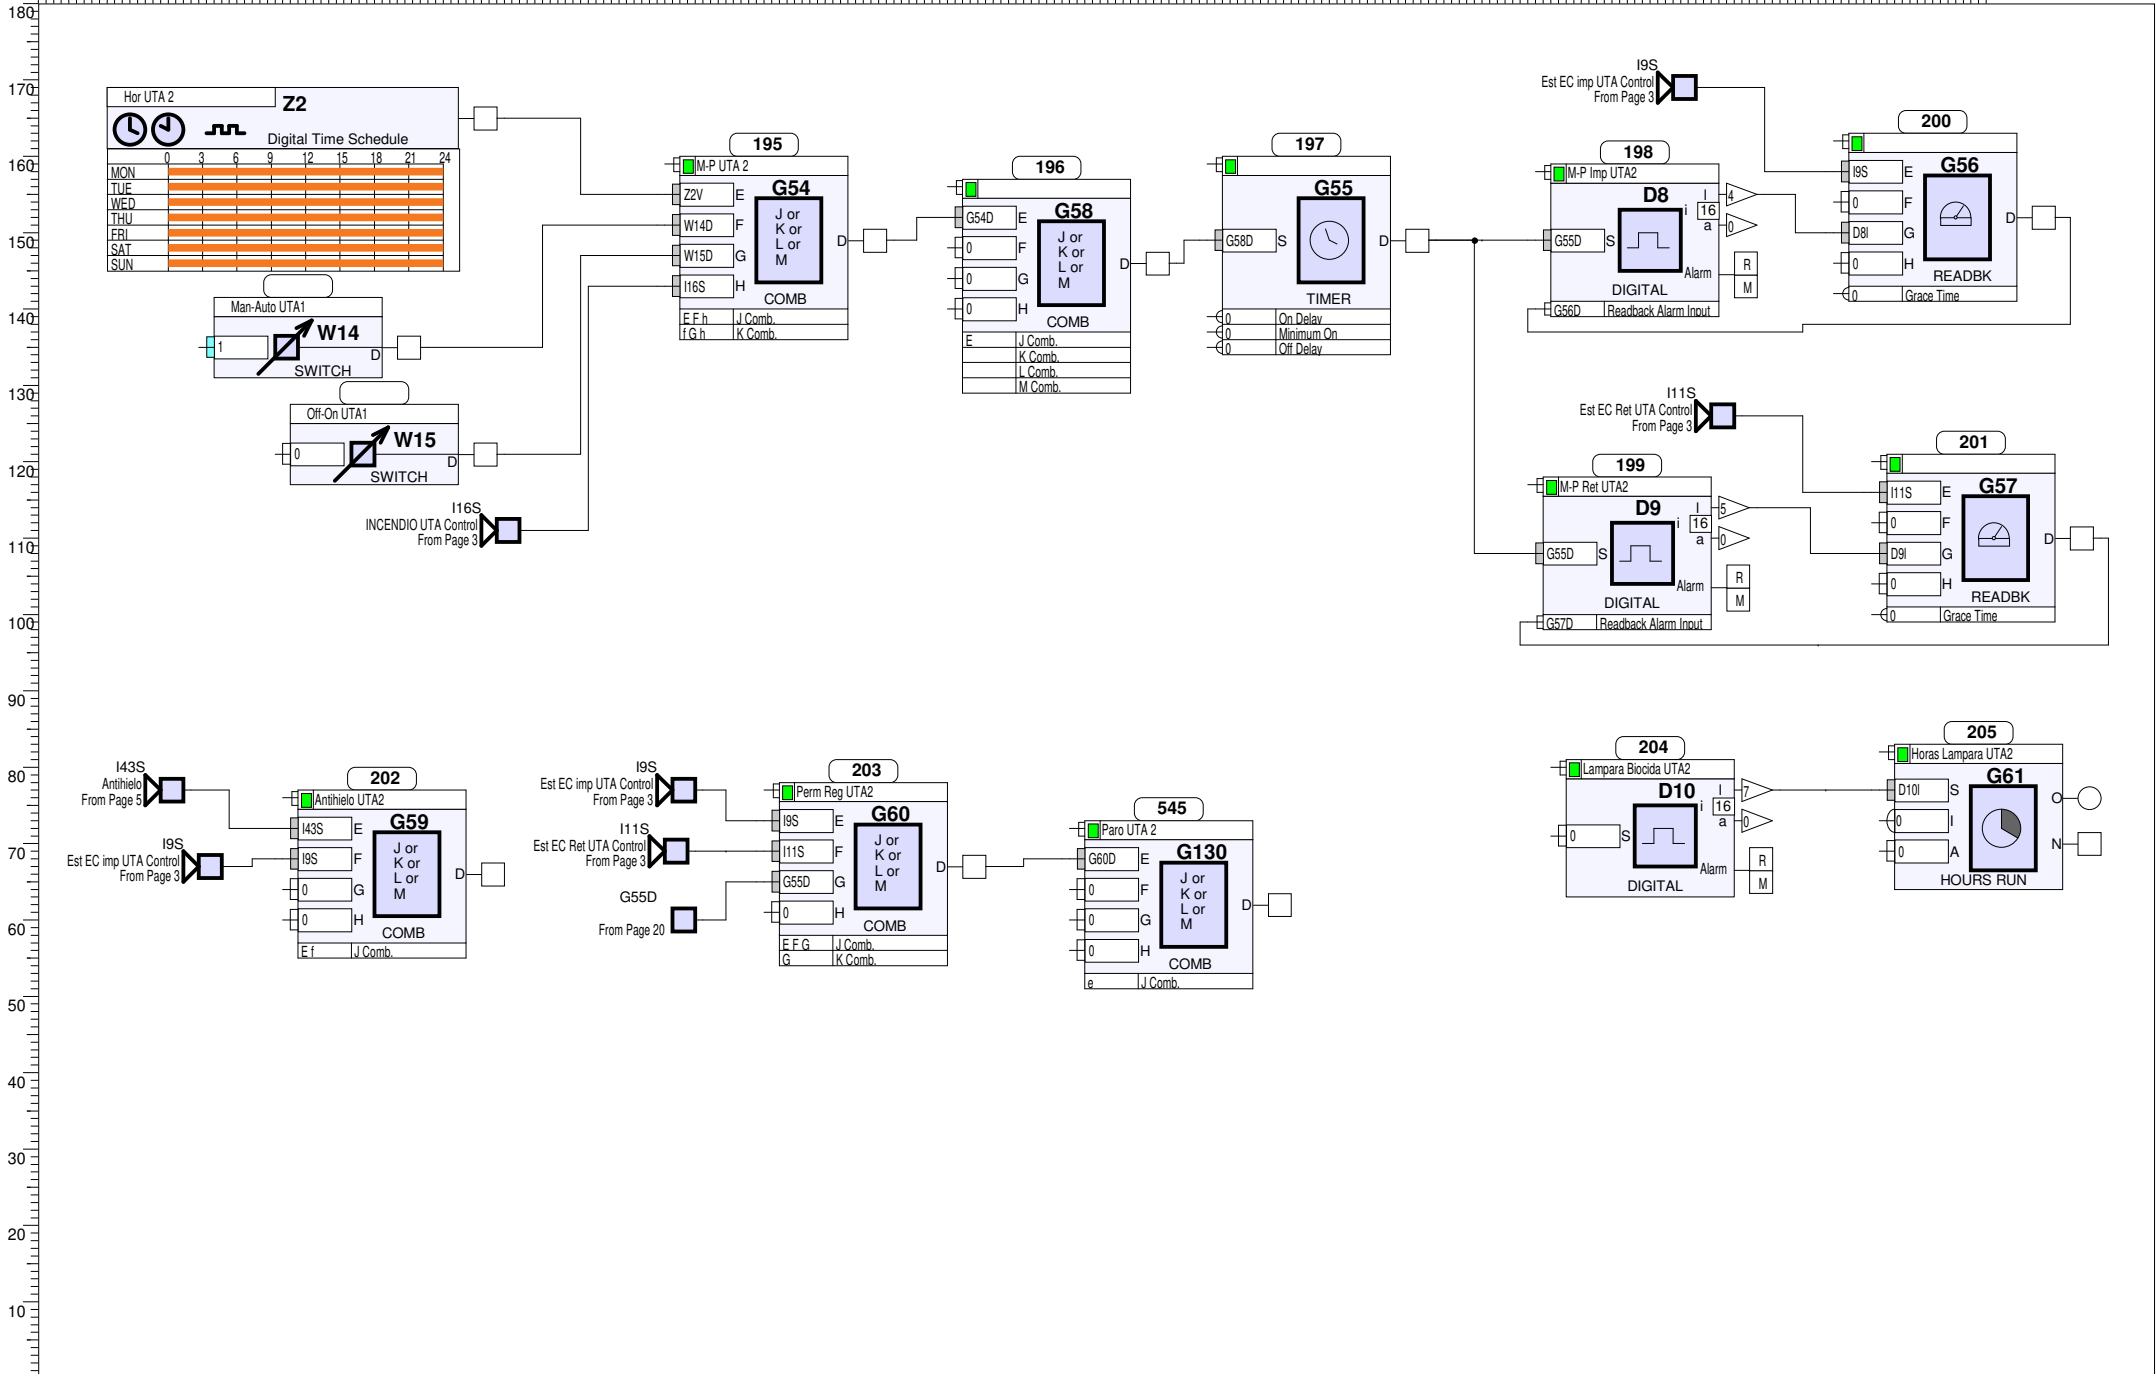 180
170
160
150
140
130
120
110
100
90
80
70
60
50
40
30
20
10
Hor UTA 2
Z2
Digital Time Schedule
0 3 6 9 12 15 18 21 24
MON
TUE
WED
THU
FRI
SAT
SUN
Man-Auto UTA1
1
W14
D
SWITCH
Off-On UTA1
0
W15
D
SWITCH
I16S
INCENDIO UTA Control
From Page 3
195
M-P UTA 2
G54
Z2V E
W14D F
W15D G
I16S H
J or
K or
L or
M
D
COMB
E F h J Comb.
f G h K Comb.
196
G58
G54D E
0 F
0 G
0 H
J or
K or
L or
M
D
COMB
E J Comb.
K Comb.
L Comb.
M Comb.
197
G55
G58D S
D
TIMER
0 On Delay
0 Minimum On
0 Off Delay
198
M-P Imp UTA2
D8
I 4
i 16
a 0
G55D S
Alarm
R
M
DIGITAL
G56D Readback Alarm Input
I9S
Est EC imp UTA Control
From Page 3
200
G56
I9S E
0 F
D8I G
0 H
D
READBK
0 Grace Time
199
M-P Ret UTA2
D9
I 5
i 16
a 0
G55D S
Alarm
R
M
DIGITAL
G57D Readback Alarm Input
I11S
Est EC Ret UTA Control
From Page 3
201
G57
I11S E
0 F
D9I G
0 H
D
READBK
0 Grace Time
I43S
Antihielo
From Page 5
I9S
Est EC imp UTA Control
From Page 3
202
Antihielo UTA2
G59
I43S E
I9S F
0 G
0 H
J or
K or
L or
M
D
COMB
E f J Comb.
I9S
Est EC imp UTA Control
From Page 3
I11S
Est EC Ret UTA Control
From Page 3
G55D
From Page 20
203
Perm Reg UTA2
G60
I9S E
I11S F
G55D G
0 H
J or
K or
L or
M
D
COMB
E F G J Comb.
G K Comb.
545
Paro UTA 2
G130
G60D E
0 F
0 G
0 H
J or
K or
L or
M
D
COMB
e J Comb.
204
Lampara Biocida UTA2
D10
I 7
i 16
a 0
0 S
Alarm
R
M
DIGITAL
205
Horas Lampara UTA2
G61
D10I S
0 I
0 A
O
N
HOURS RUN